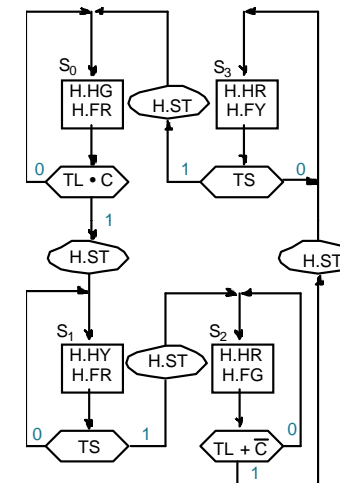 S0
H.HG
H.FR
0
TL • C
1
H.ST
H.ST
S3
H.HR
H.FY
1
TS
0
H.ST
S1
H.HY
H.FR
0
TS
1
H.ST
S2
H.HR
H.FG
0
TL + C̅
1